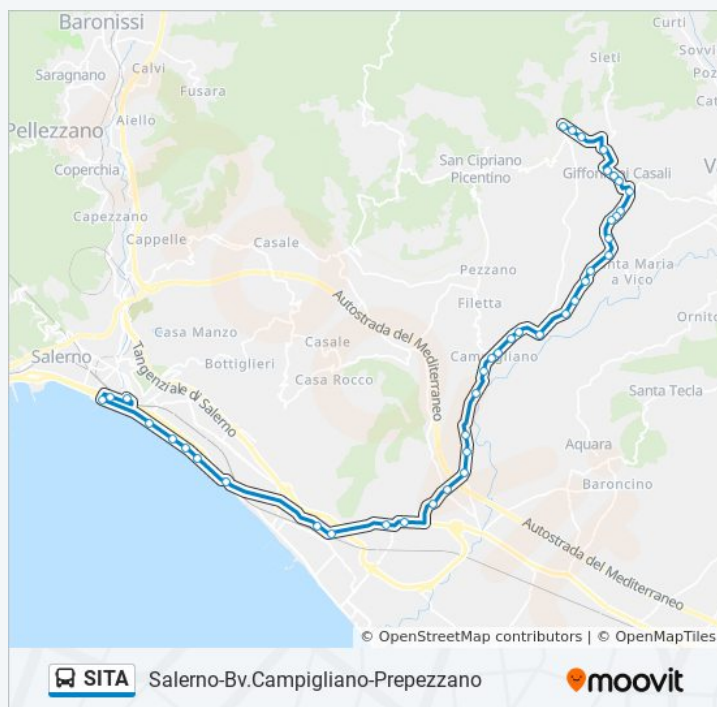 Baronissi
Sieti
Curti
Sovvi
Saragnano
Calvi
Poz
Fusara
Cat
Pellezzano
Aiello
San Cipriano
Picentino
Giffoni
ei Casali
V
Coperchia
Capezzano
Cappelle
Casale
Pezzano
nta Maria
a Vico
Filetta
Autostrada del Mediterraneo
Ornito
Casa Manzo
Casale
Salerno
Bottiglieri
Campigliano
Tangenziale di Salerno
Casa Rocco
Santa Tecla
Aquara
Baroncino
Autostrada del Mediterraneo
© OpenStreetMap contributors | © OpenMapTiles
SITA Salerno-Bv.Campigliano-Prepezzano moovit